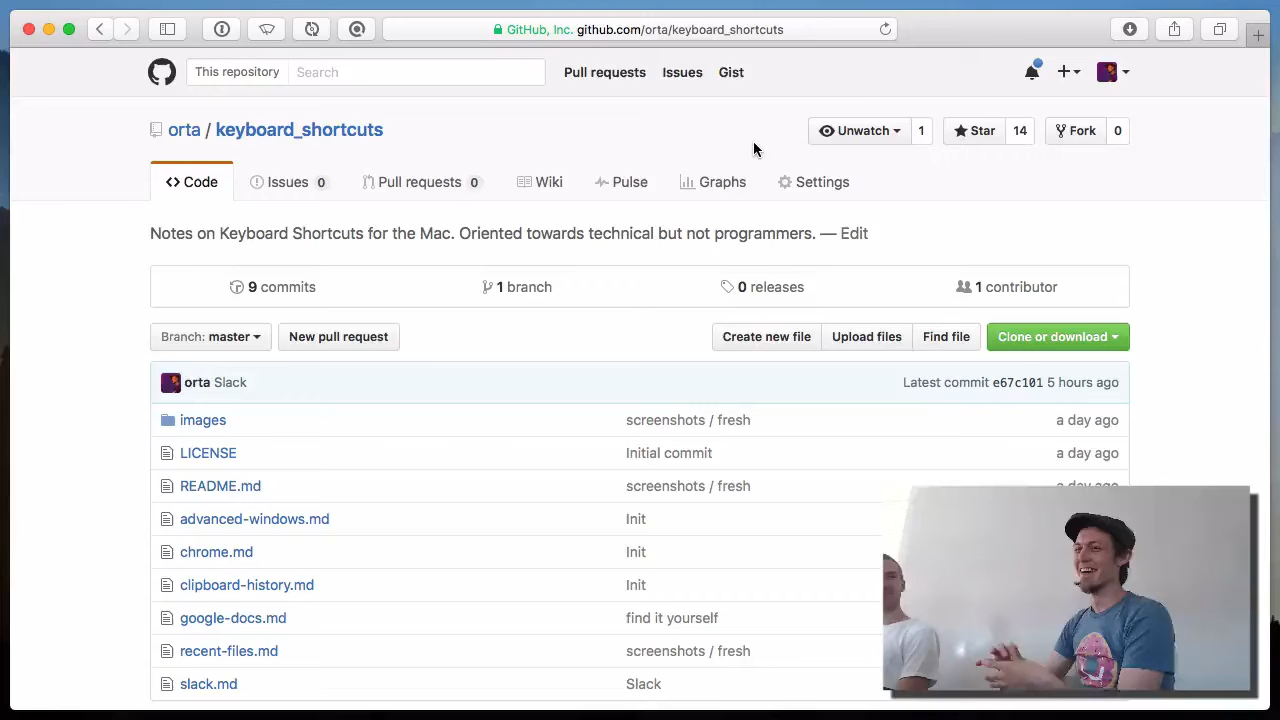 GitHub, Inc. github.com/orta/keyboard_shortcuts
This repository Search Pull requests Issues Gist
orta / keyboard_shortcuts Unwatch 1 Star 14 Fork 0
Code Issues 0 Pull requests 0 Wiki Pulse Graphs Settings
Notes on Keyboard Shortcuts for the Mac. Oriented towards technical but not programmers. — Edit
9 commits 1 branch 0 releases 1 contributor
Branch: master New pull request Create new file Upload files Find file Clone or download
orta Slack Latest commit e67c101 5 hours ago
images screenshots / fresh a day ago
LICENSE Initial commit a day ago
README.md screenshots / fresh a day ago
advanced-windows.md Init
chrome.md Init
clipboard-history.md Init
google-docs.md find it yourself
recent-files.md screenshots / fresh
slack.md Slack